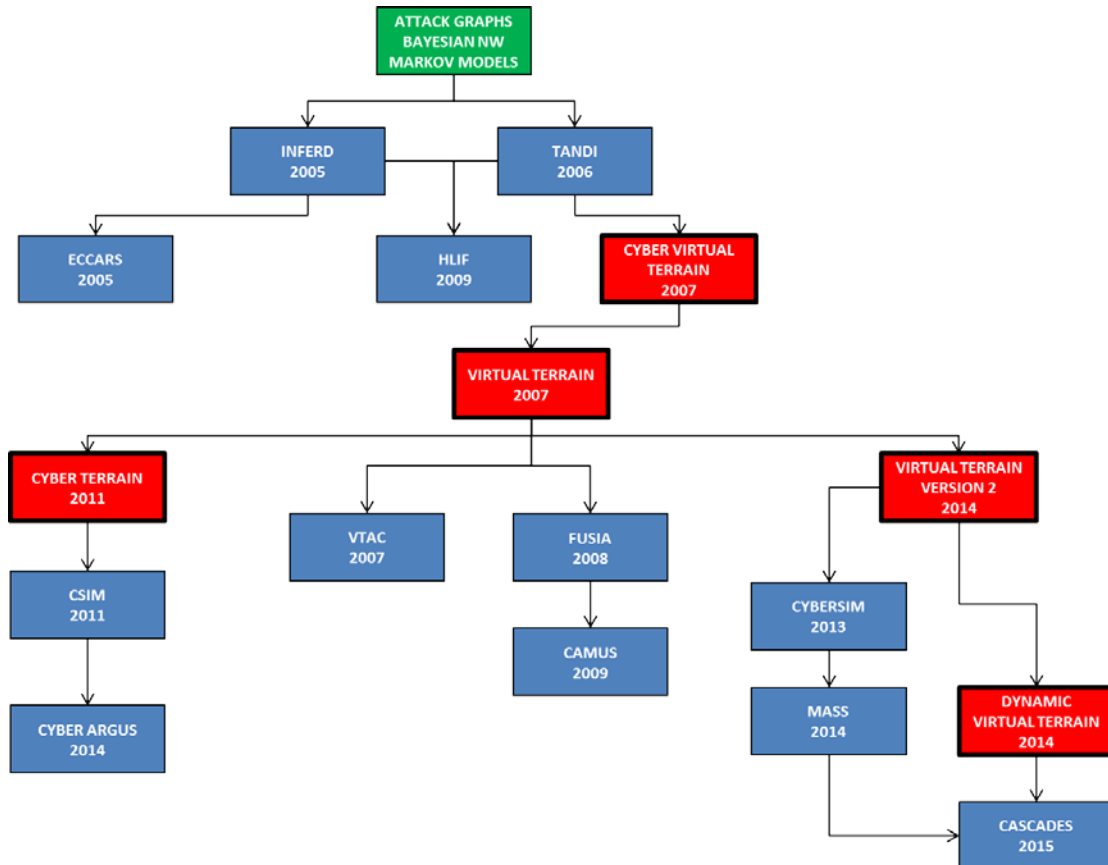 ATTACK GRAPHS
BAYESIAN NW
MARKOV MODELS
INFERD
2005
TANDI
2006
ECCARS
2005
HLIF
2009
CYBER VIRTUAL
TERRAIN
2007
VIRTUAL TERRAIN
2007
CYBER TERRAIN
2011
VTAC
2007
FUSIA
2008
VIRTUAL TERRAIN
VERSION 2
2014
CSIM
2011
CYBERSIM
2013
CAMUS
2009
CYBER ARGUS
2014
MASS
2014
DYNAMIC
VIRTUAL TERRAIN
2014
CASCADES
2015